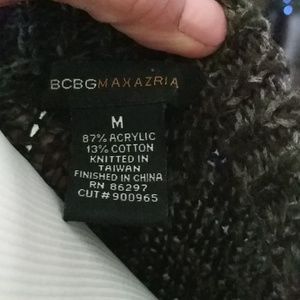 BCBGMAXAZRIA
M
87% ACRYLIC
13% COTTON
KNITTED IN
TAIWAN
FINISHED IN CHINA
RN 86297
CUT# 900965